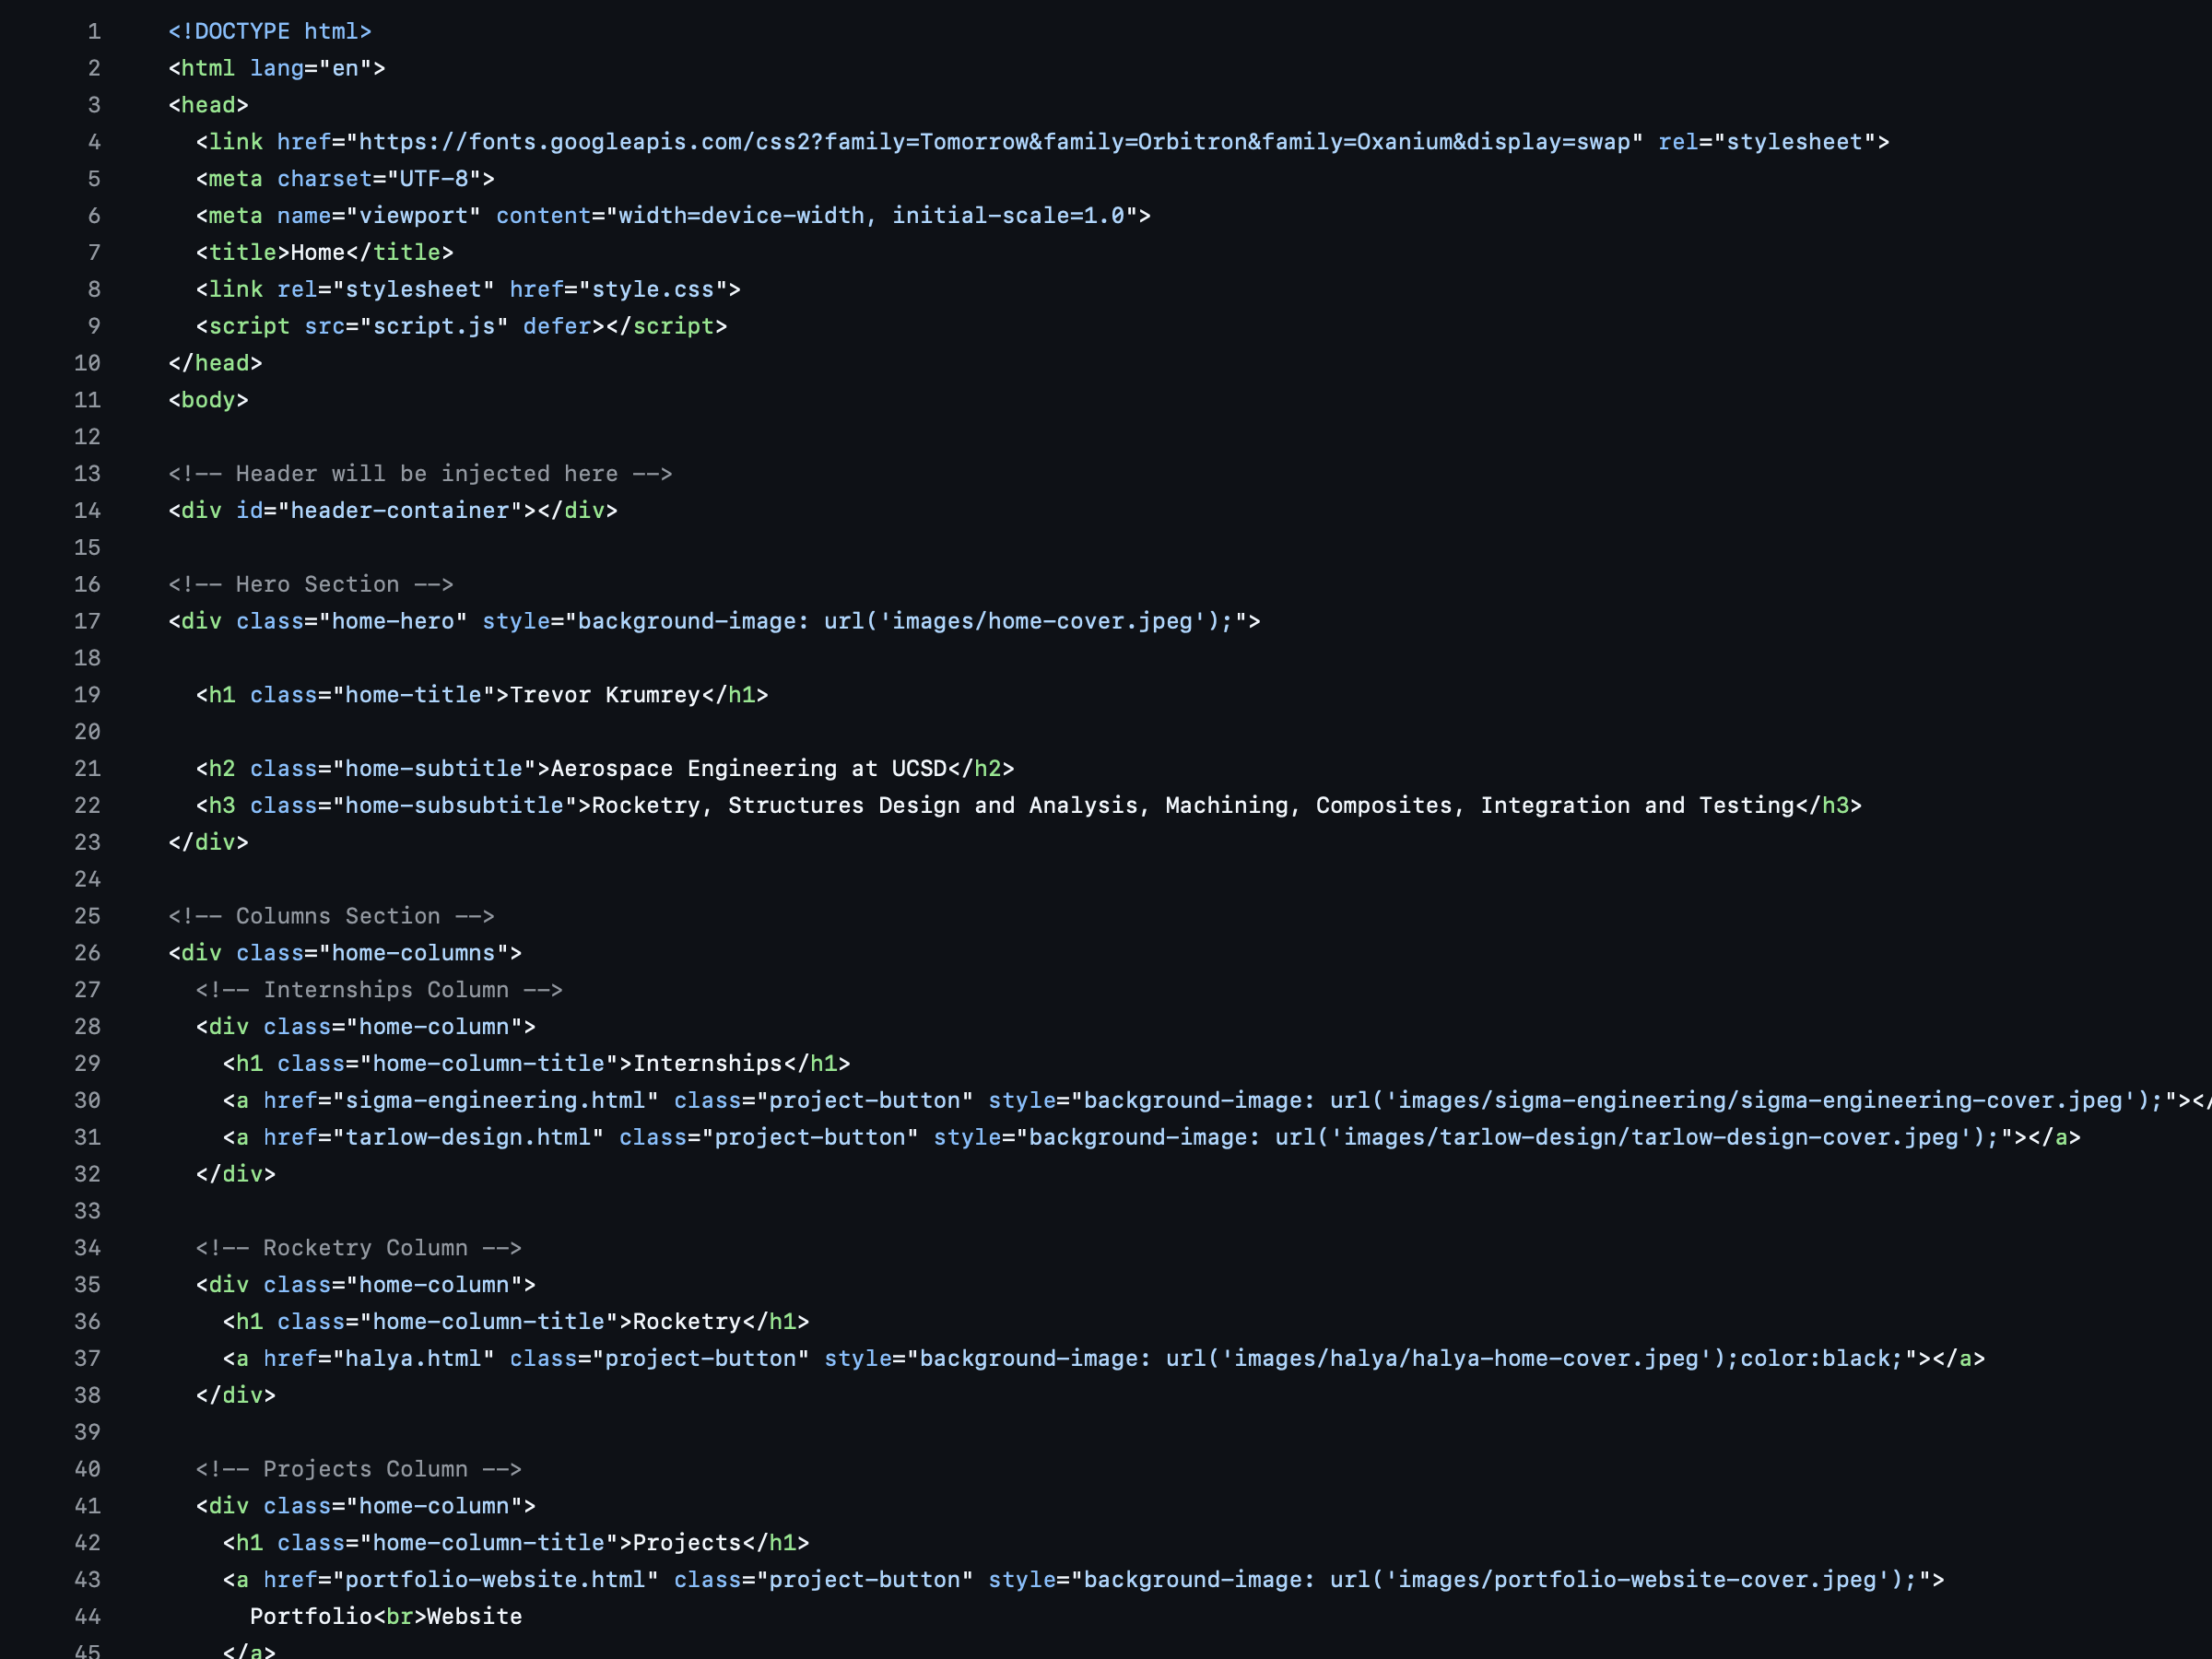 1 <!DOCTYPE html>
2 <html lang="en">
3 <head>
4   <link href="https://fonts.googleapis.com/css2?family=Tomorrow&family=Orbitron&family=Oxanium&display=swap" rel="stylesheet">
5   <meta charset="UTF-8">
6   <meta name="viewport" content="width=device-width, initial-scale=1.0">
7   <title>Home</title>
8   <link rel="stylesheet" href="style.css">
9   <script src="script.js" defer></script>
10 </head>
11 <body>
12
13 <!-- Header will be injected here -->
14 <div id="header-container"></div>
15
16 <!-- Hero Section -->
17 <div class="home-hero" style="background-image: url('images/home-cover.jpeg');">
18
19   <h1 class="home-title">Trevor Krumrey</h1>
20
21   <h2 class="home-subtitle">Aerospace Engineering at UCSD</h2>
22   <h3 class="home-subsubtitle">Rocketry, Structures Design and Analysis, Machining, Composites, Integration and Testing</h3>
23 </div>
24
25 <!-- Columns Section -->
26 <div class="home-columns">
27   <!-- Internships Column -->
28   <div class="home-column">
29     <h1 class="home-column-title">Internships</h1>
30     <a href="sigma-engineering.html" class="project-button" style="background-image: url('images/sigma-engineering/sigma-engineering-cover.jpeg');"></
31     <a href="tarlow-design.html" class="project-button" style="background-image: url('images/tarlow-design/tarlow-design-cover.jpeg');"></a>
32   </div>
33
34   <!-- Rocketry Column -->
35   <div class="home-column">
36     <h1 class="home-column-title">Rocketry</h1>
37     <a href="halya.html" class="project-button" style="background-image: url('images/halya/halya-home-cover.jpeg');color:black;"></a>
38   </div>
39
40   <!-- Projects Column -->
41   <div class="home-column">
42     <h1 class="home-column-title">Projects</h1>
43     <a href="portfolio-website.html" class="project-button" style="background-image: url('images/portfolio-website-cover.jpeg');">
44       Portfolio<br>Website
45     </a>